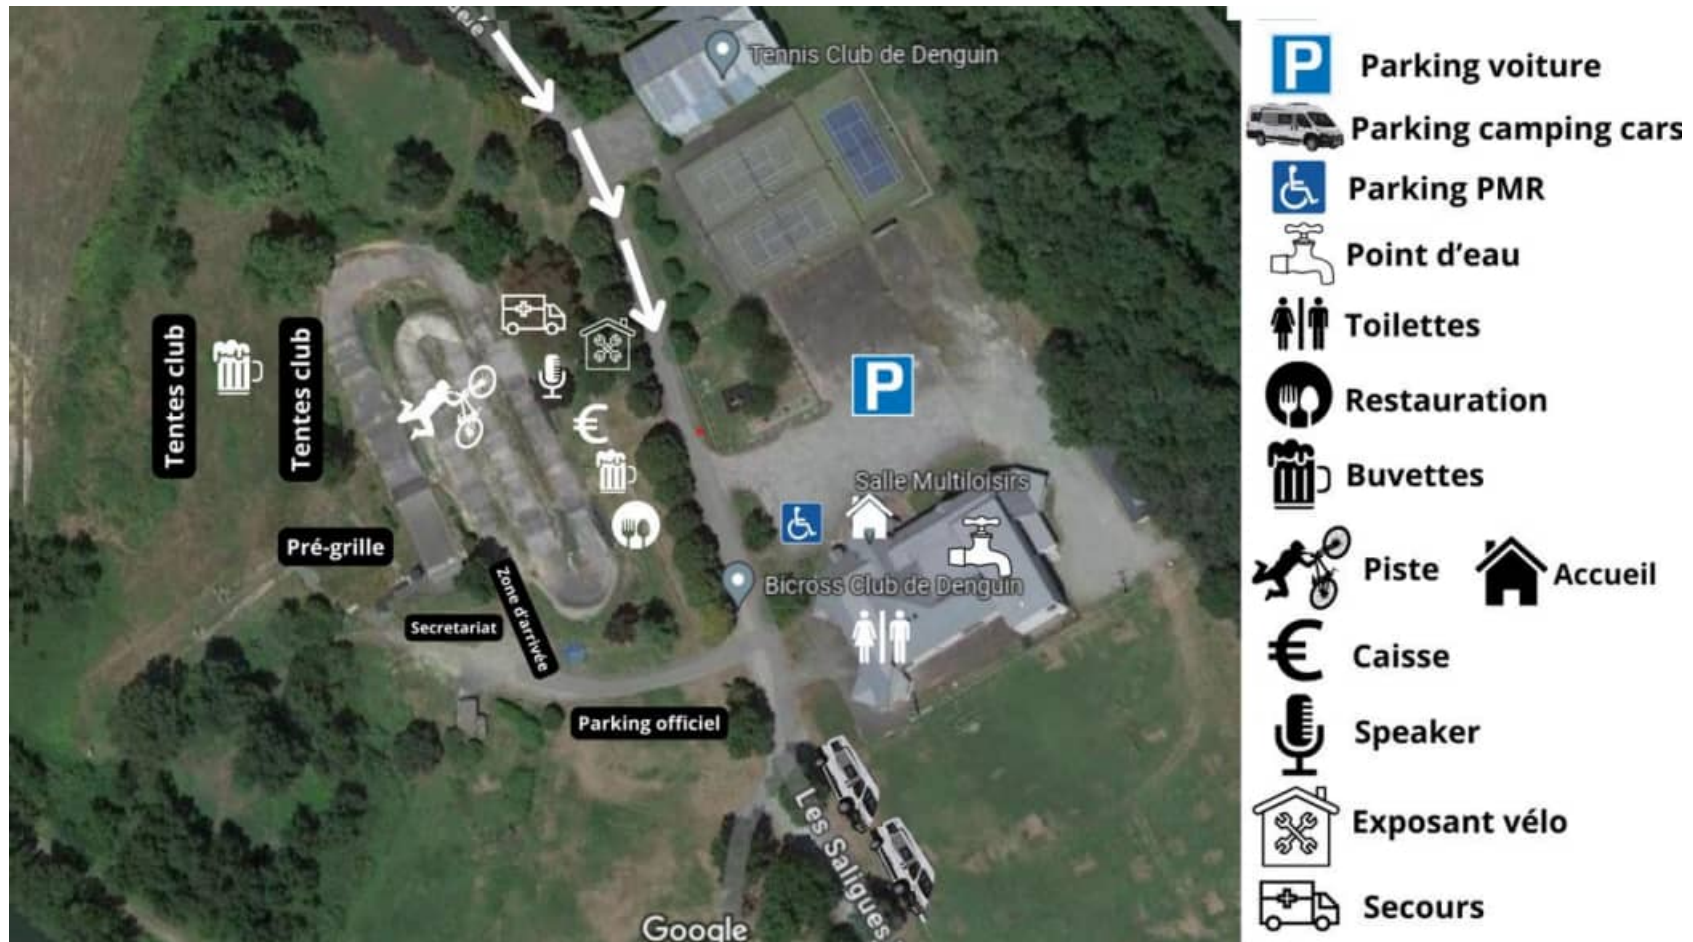 Tennis Club de Denguin
P
Tentes club
Tentes club
€
Salle Multiloisirs
Pré-grille
Bicross Club de Denguin
Zone d'arrivée
Secretariat
Parking officiel
Les Saligues
Google
P Parking voiture
Parking camping cars
Parking PMR
Point d'eau
Toilettes
Restauration
Buvettes
Piste
Accueil
€ Caisse
Speaker
Exposant vélo
Secours